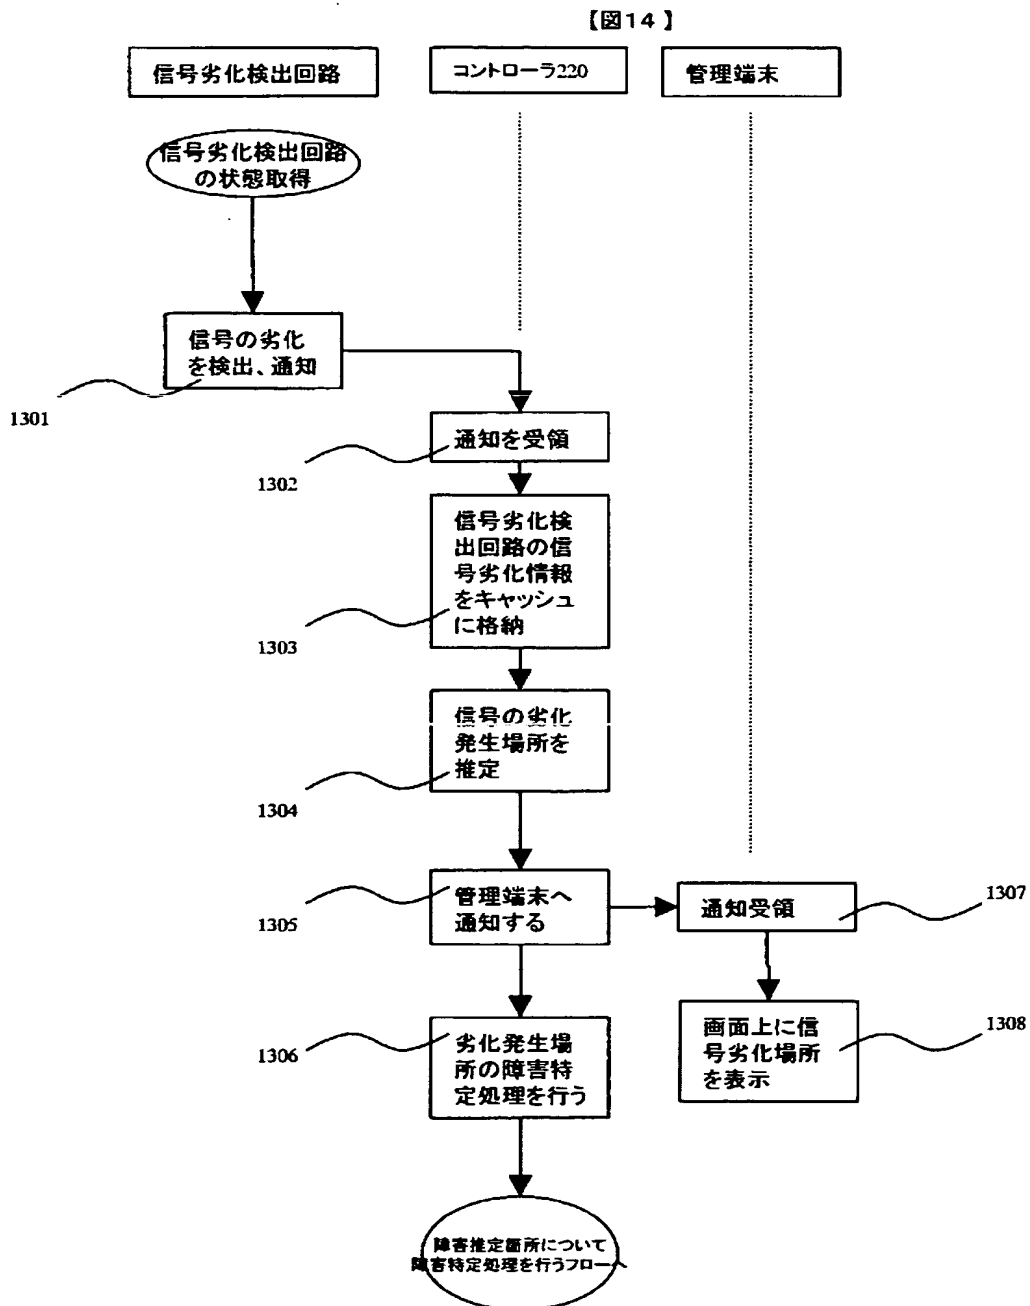 【図14】
信号劣化検出回路
コントローラ220
管理端末
信号劣化検出回路
の状態取得
信号の劣化
を検出、通知
1301
通知を受領
1302
信号劣化検
出回路の信
号劣化情報
をキャッシュ
に格納
1303
信号の劣化
発生場所を
推定
1304
管理端末へ
通知する
1305
通知受領
1307
劣化発生場
所の障害特
定処理を行う
1306
画面上に信
号劣化場所
を表示
1308
障害推定箇所について
障害特定処理を行うフローへ